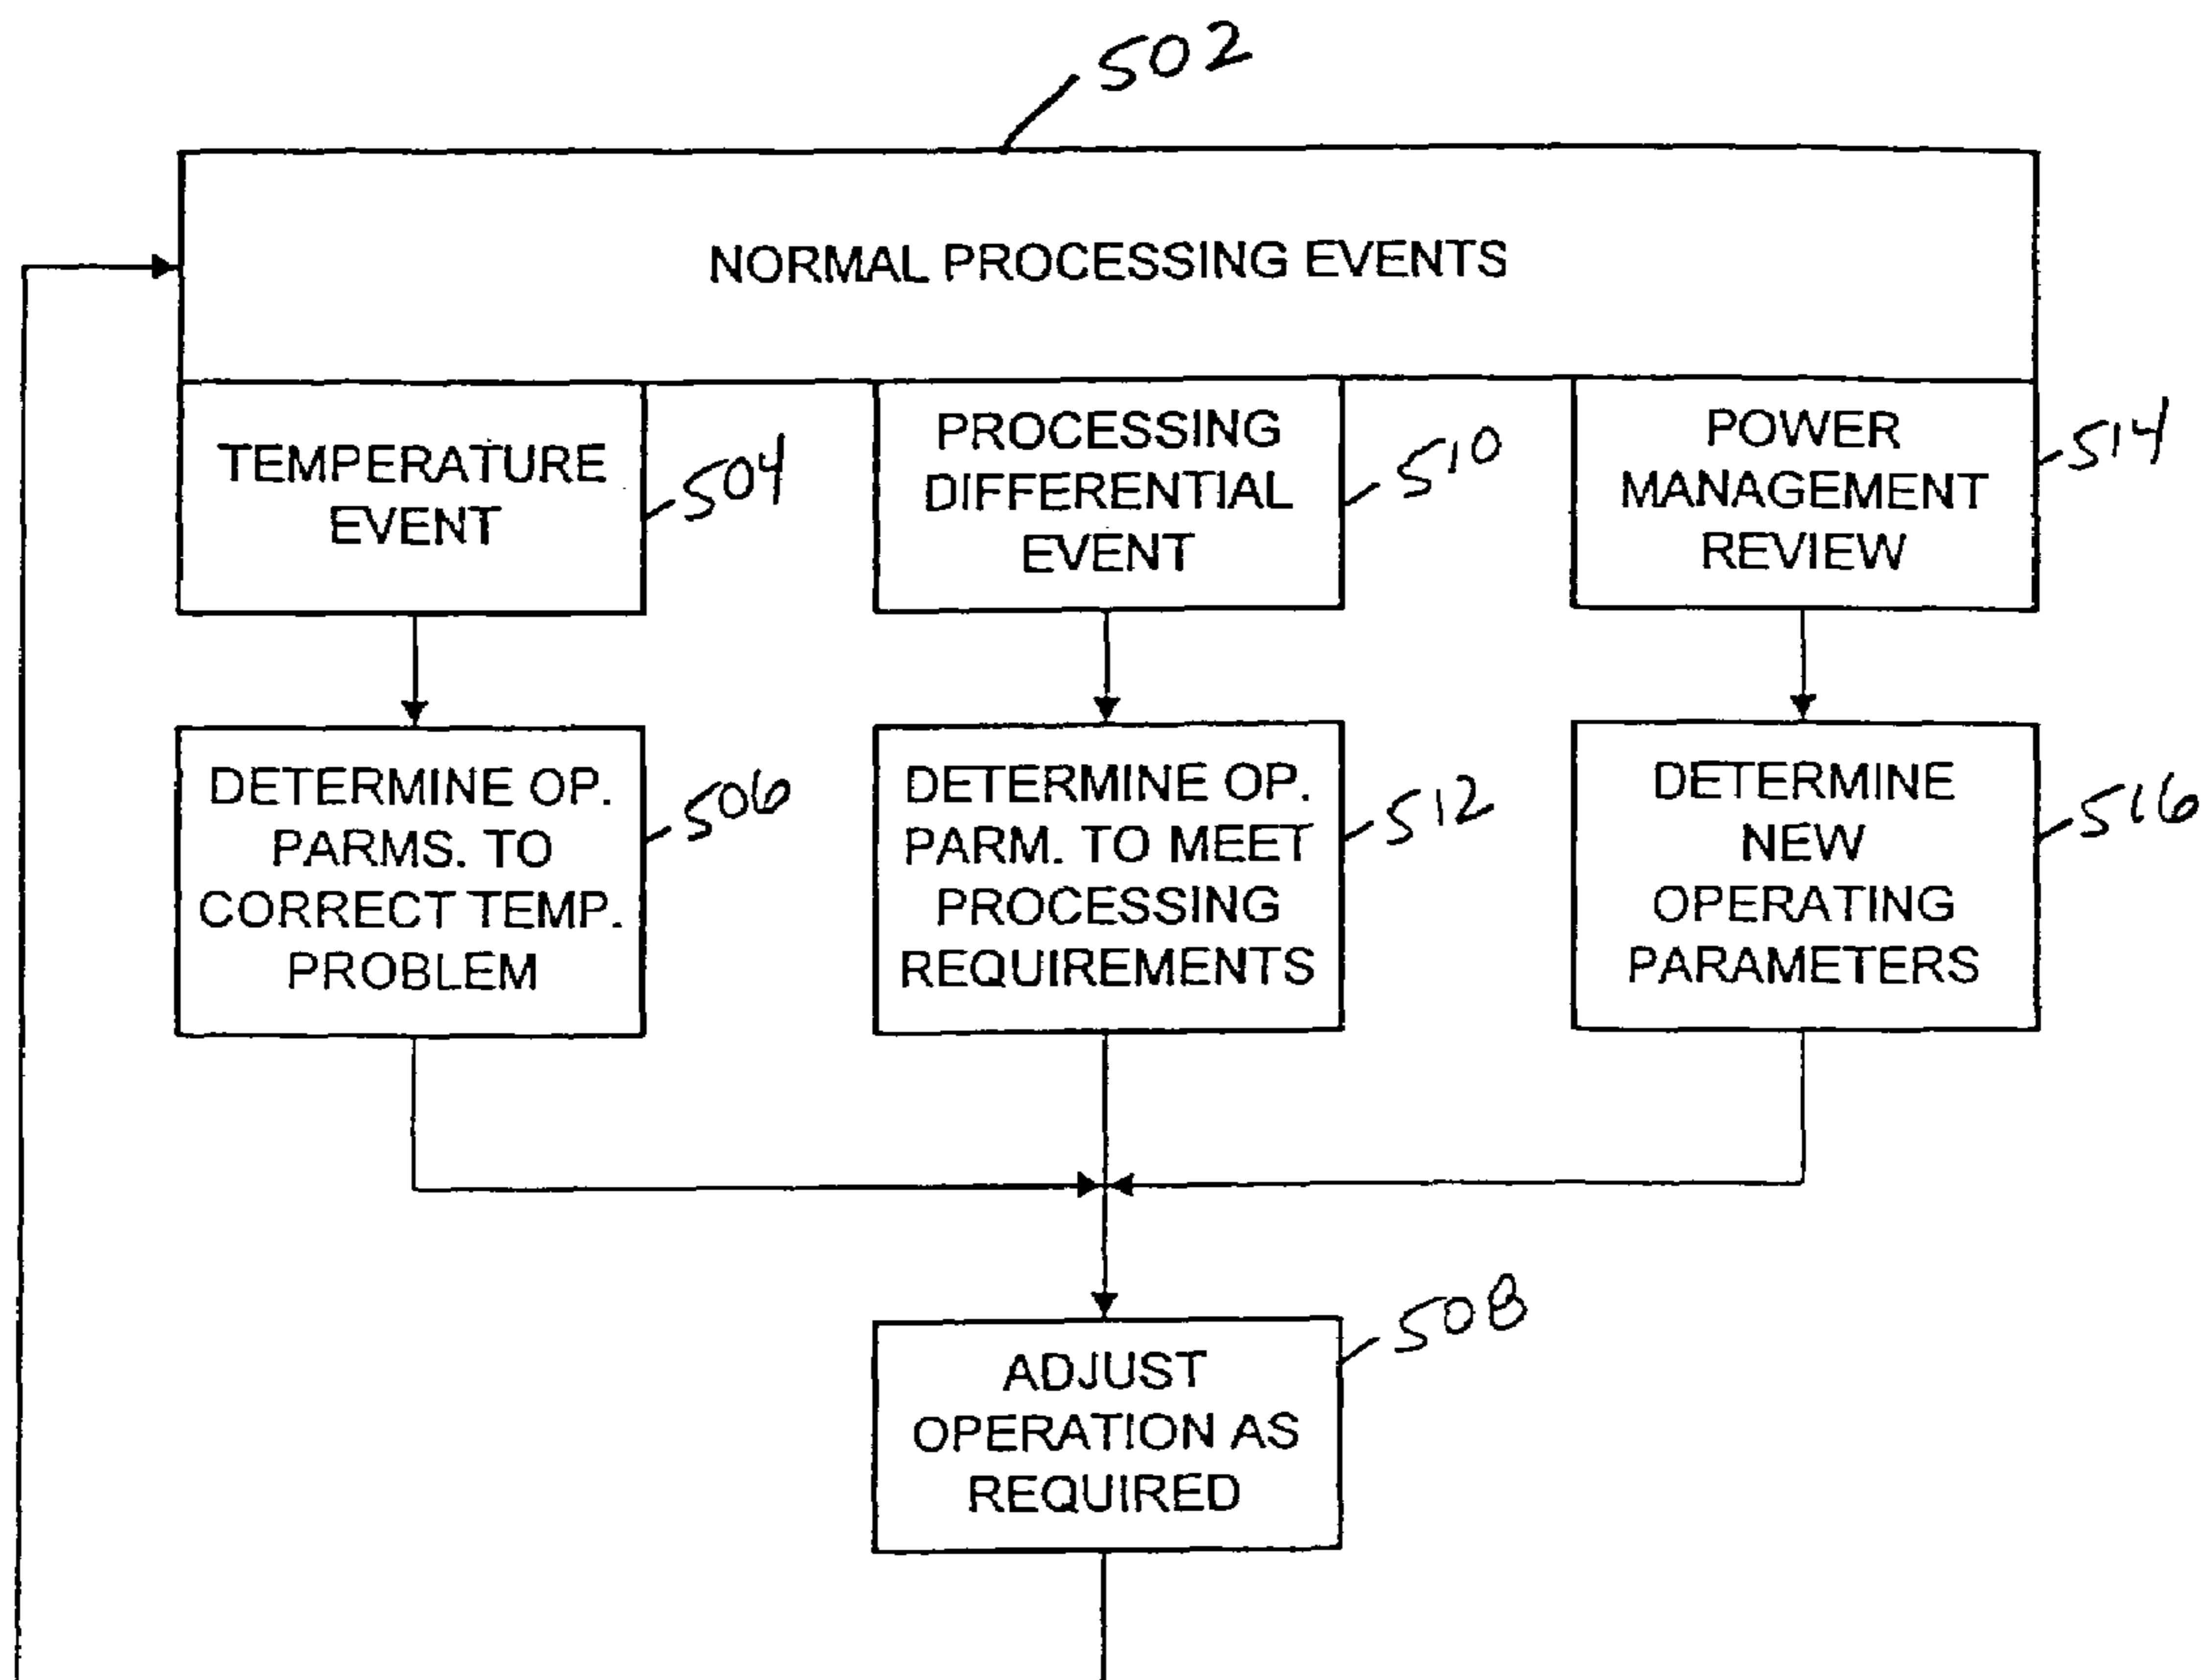 502
NORMAL PROCESSING EVENTS
TEMPERATURE
EVENT
504
PROCESSING
DIFFERENTIAL
EVENT
510
POWER
MANAGEMENT
REVIEW
514
DETERMINE OP.
PARMS. TO
CORRECT TEMP.
PROBLEM
506
DETERMINE OP.
PARM. TO MEET
PROCESSING
REQUIREMENTS
512
DETERMINE
NEW
OPERATING
PARAMETERS
516
ADJUST
OPERATION AS
REQUIRED
508